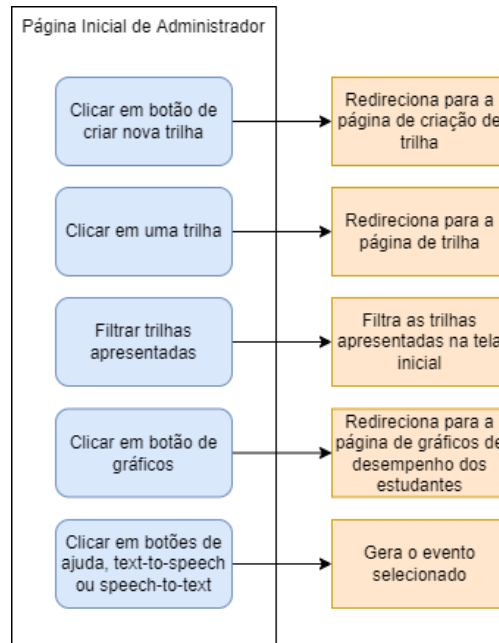 Página Inicial de Administrador
Clicar em botão de
criar nova trilha
Redireciona para a
página de criação de
trilha
Clicar em uma trilha
Redireciona para a
página de trilha
Filtrar trilhas
apresentadas
Filtra as trilhas
apresentadas na tela
inicial
Clicar em botão de
gráficos
Redireciona para a
página de gráficos de
desempenho dos
estudantes
Clicar em botões de
ajuda, text-to-speech
ou speech-to-text
Gera o evento
selecionado